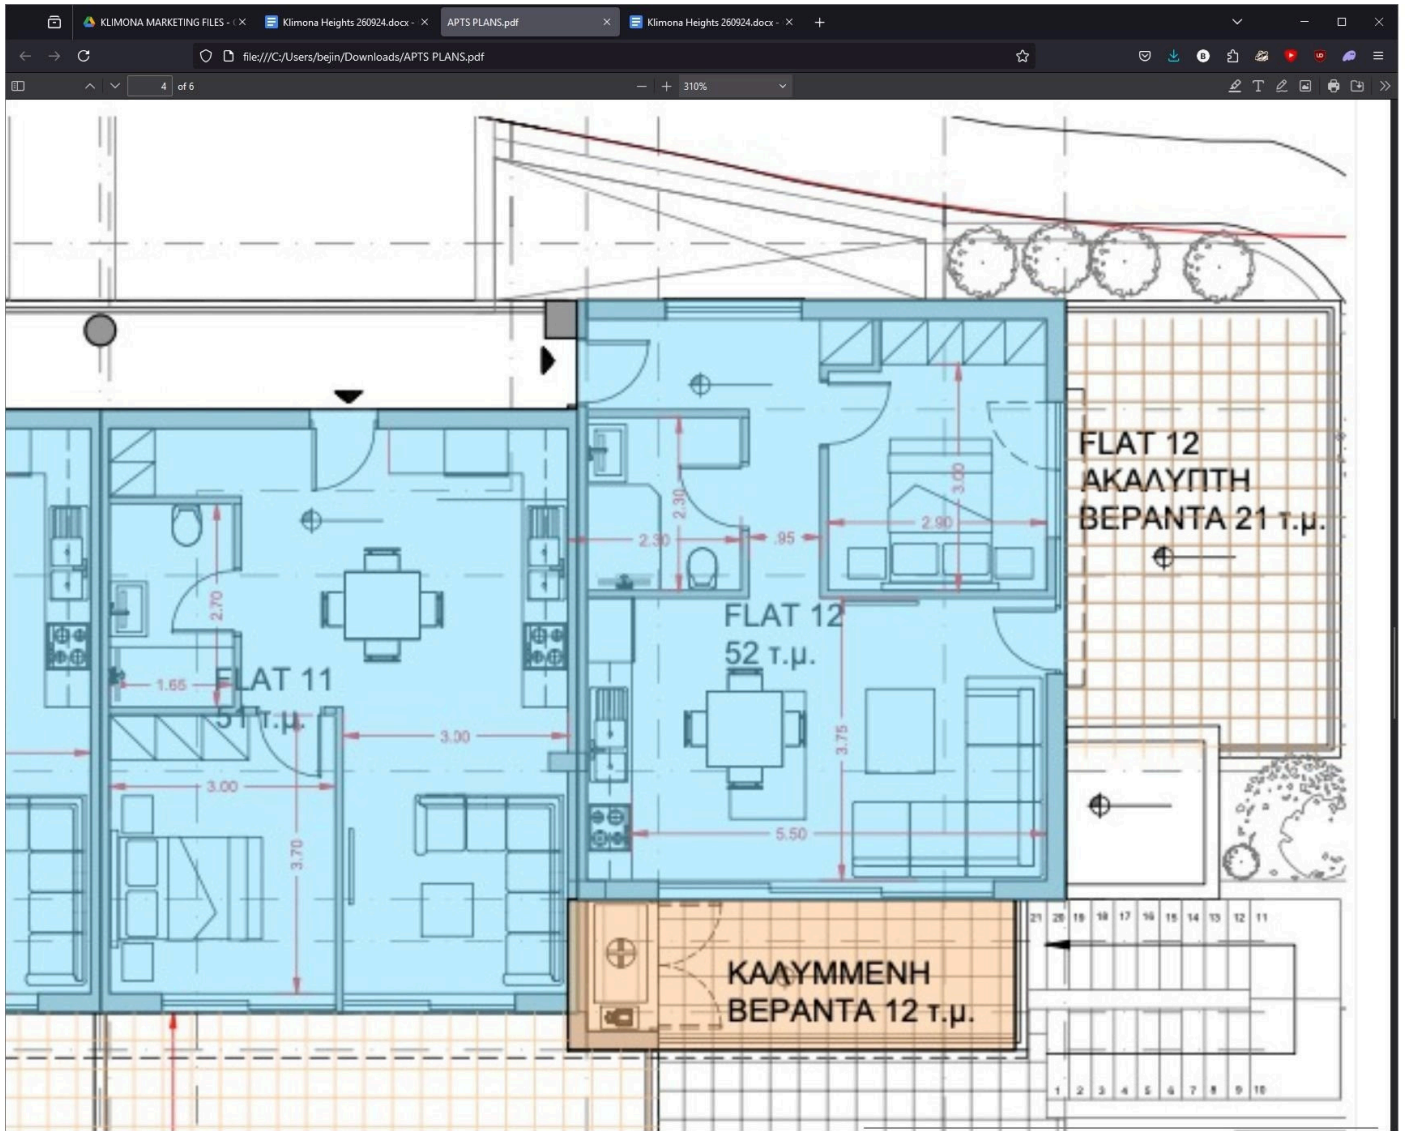 KLIMONA MARKETING FILES -
Klimona Heights 260924.docx -
APTS PLANS.pdf
Klimona Heights 260924.docx -
file:///C:/Users/bejin/Downloads/APTS PLANS.pdf
4 of 6
310%
FLAT 12
ΑΚΑΛΥΠΤΗ
ΒΕΡΑΝΤΑ 21 τ.μ.
3.00
2.90
2.30
2.30
.95
FLAT 12
52 τ.μ.
2.70
1.65
FLAT 11
51 τ.μ.
3.00
3.75
3.00
5.50
3.70
21 20 19 18 17 16 15 14 13 12 11
ΚΑΛΥΜΜΕΝΗ
ΒΕΡΑΝΤΑ 12 τ.μ.
1 2 3 4 5 6 7 8 9 10